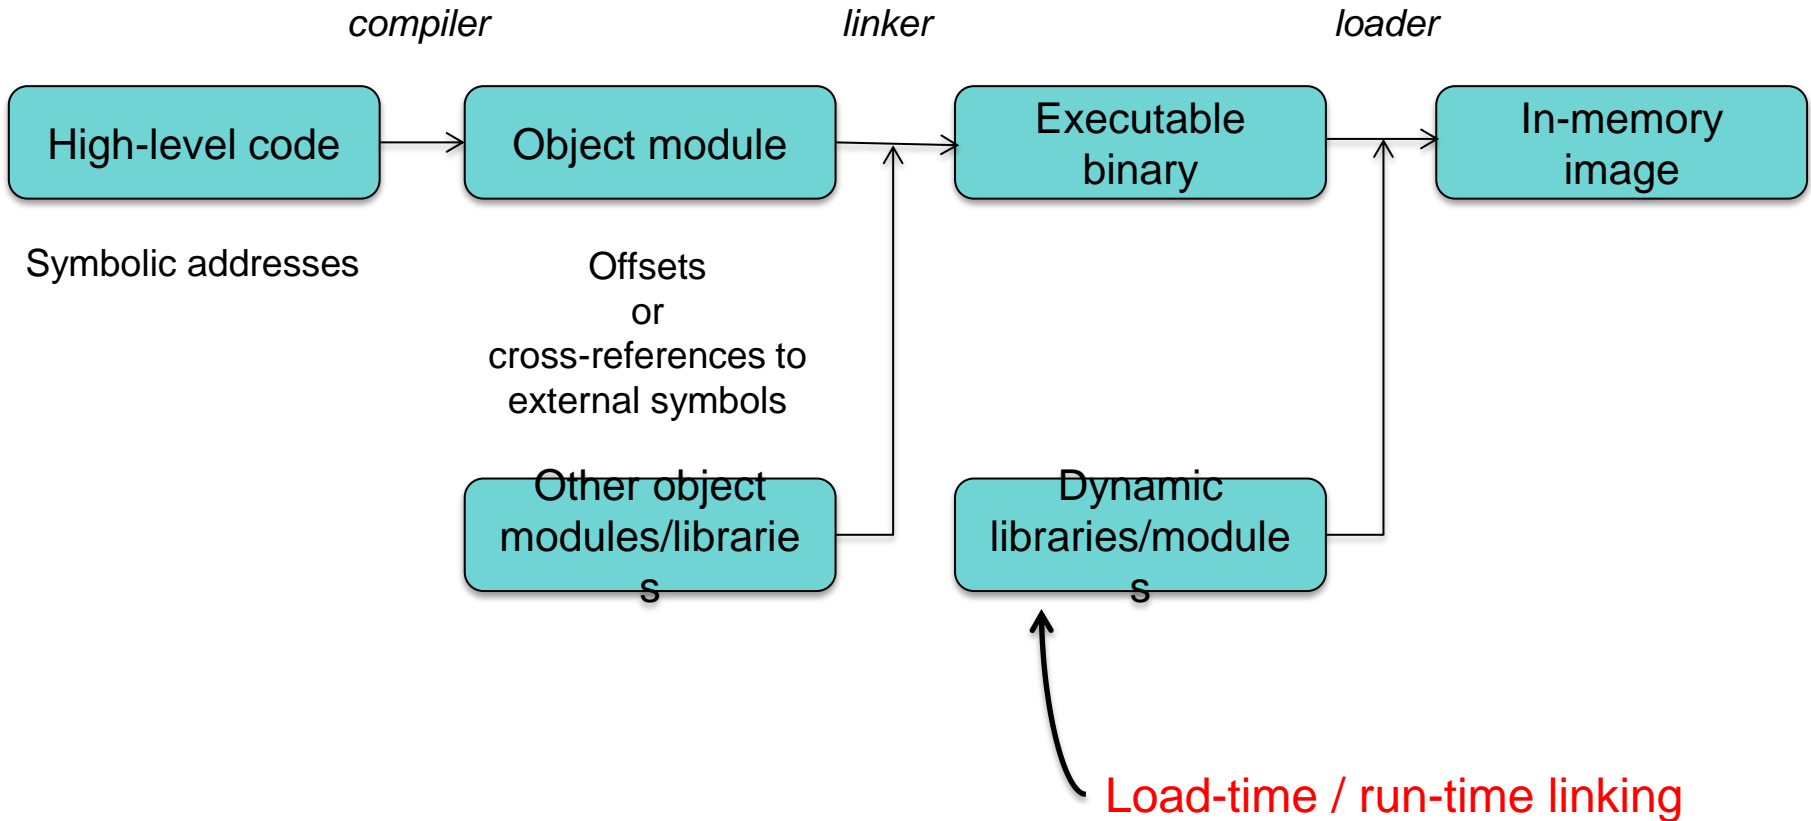 compiler
linker
loader
High-level code
Object module
Executable
binary
In-memory
image
Symbolic addresses
Offsets
or
cross-references to
external symbols
Other object
modules/librarie
s
Dynamic
libraries/module
s
Load-time / run-time linking